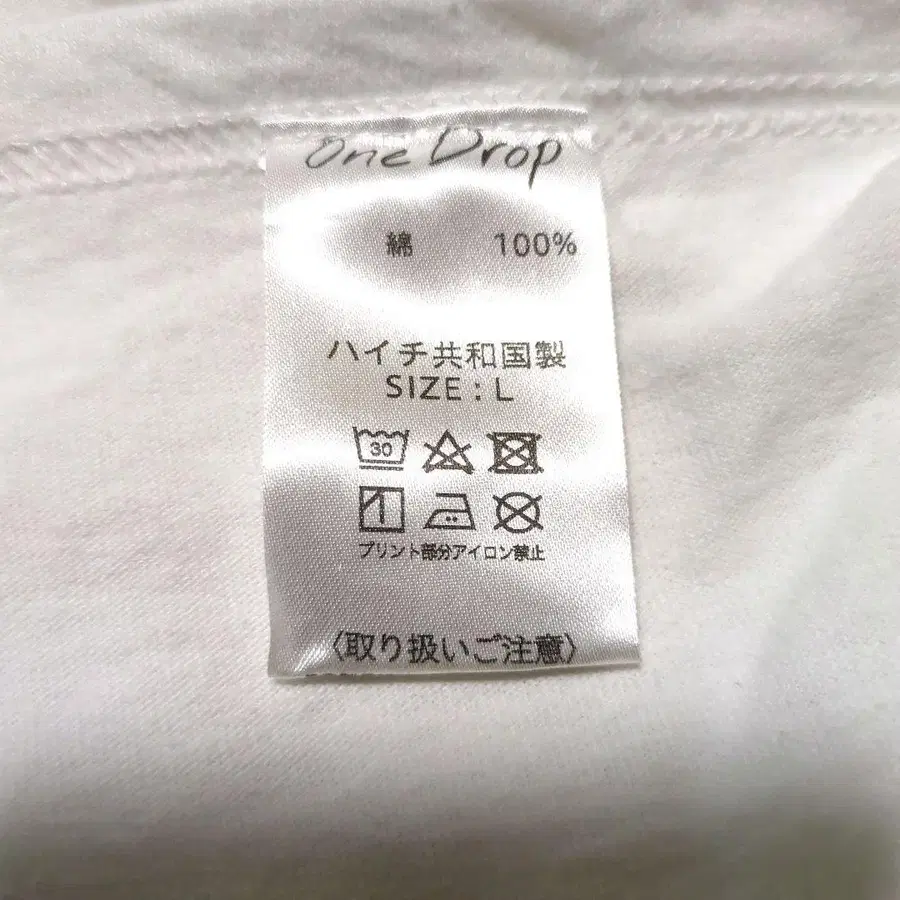 One Drop
綿 100%
ハイチ共和国製
SIZE : L
30
プリント部分アイロン禁止
〈取り扱いご注意〉